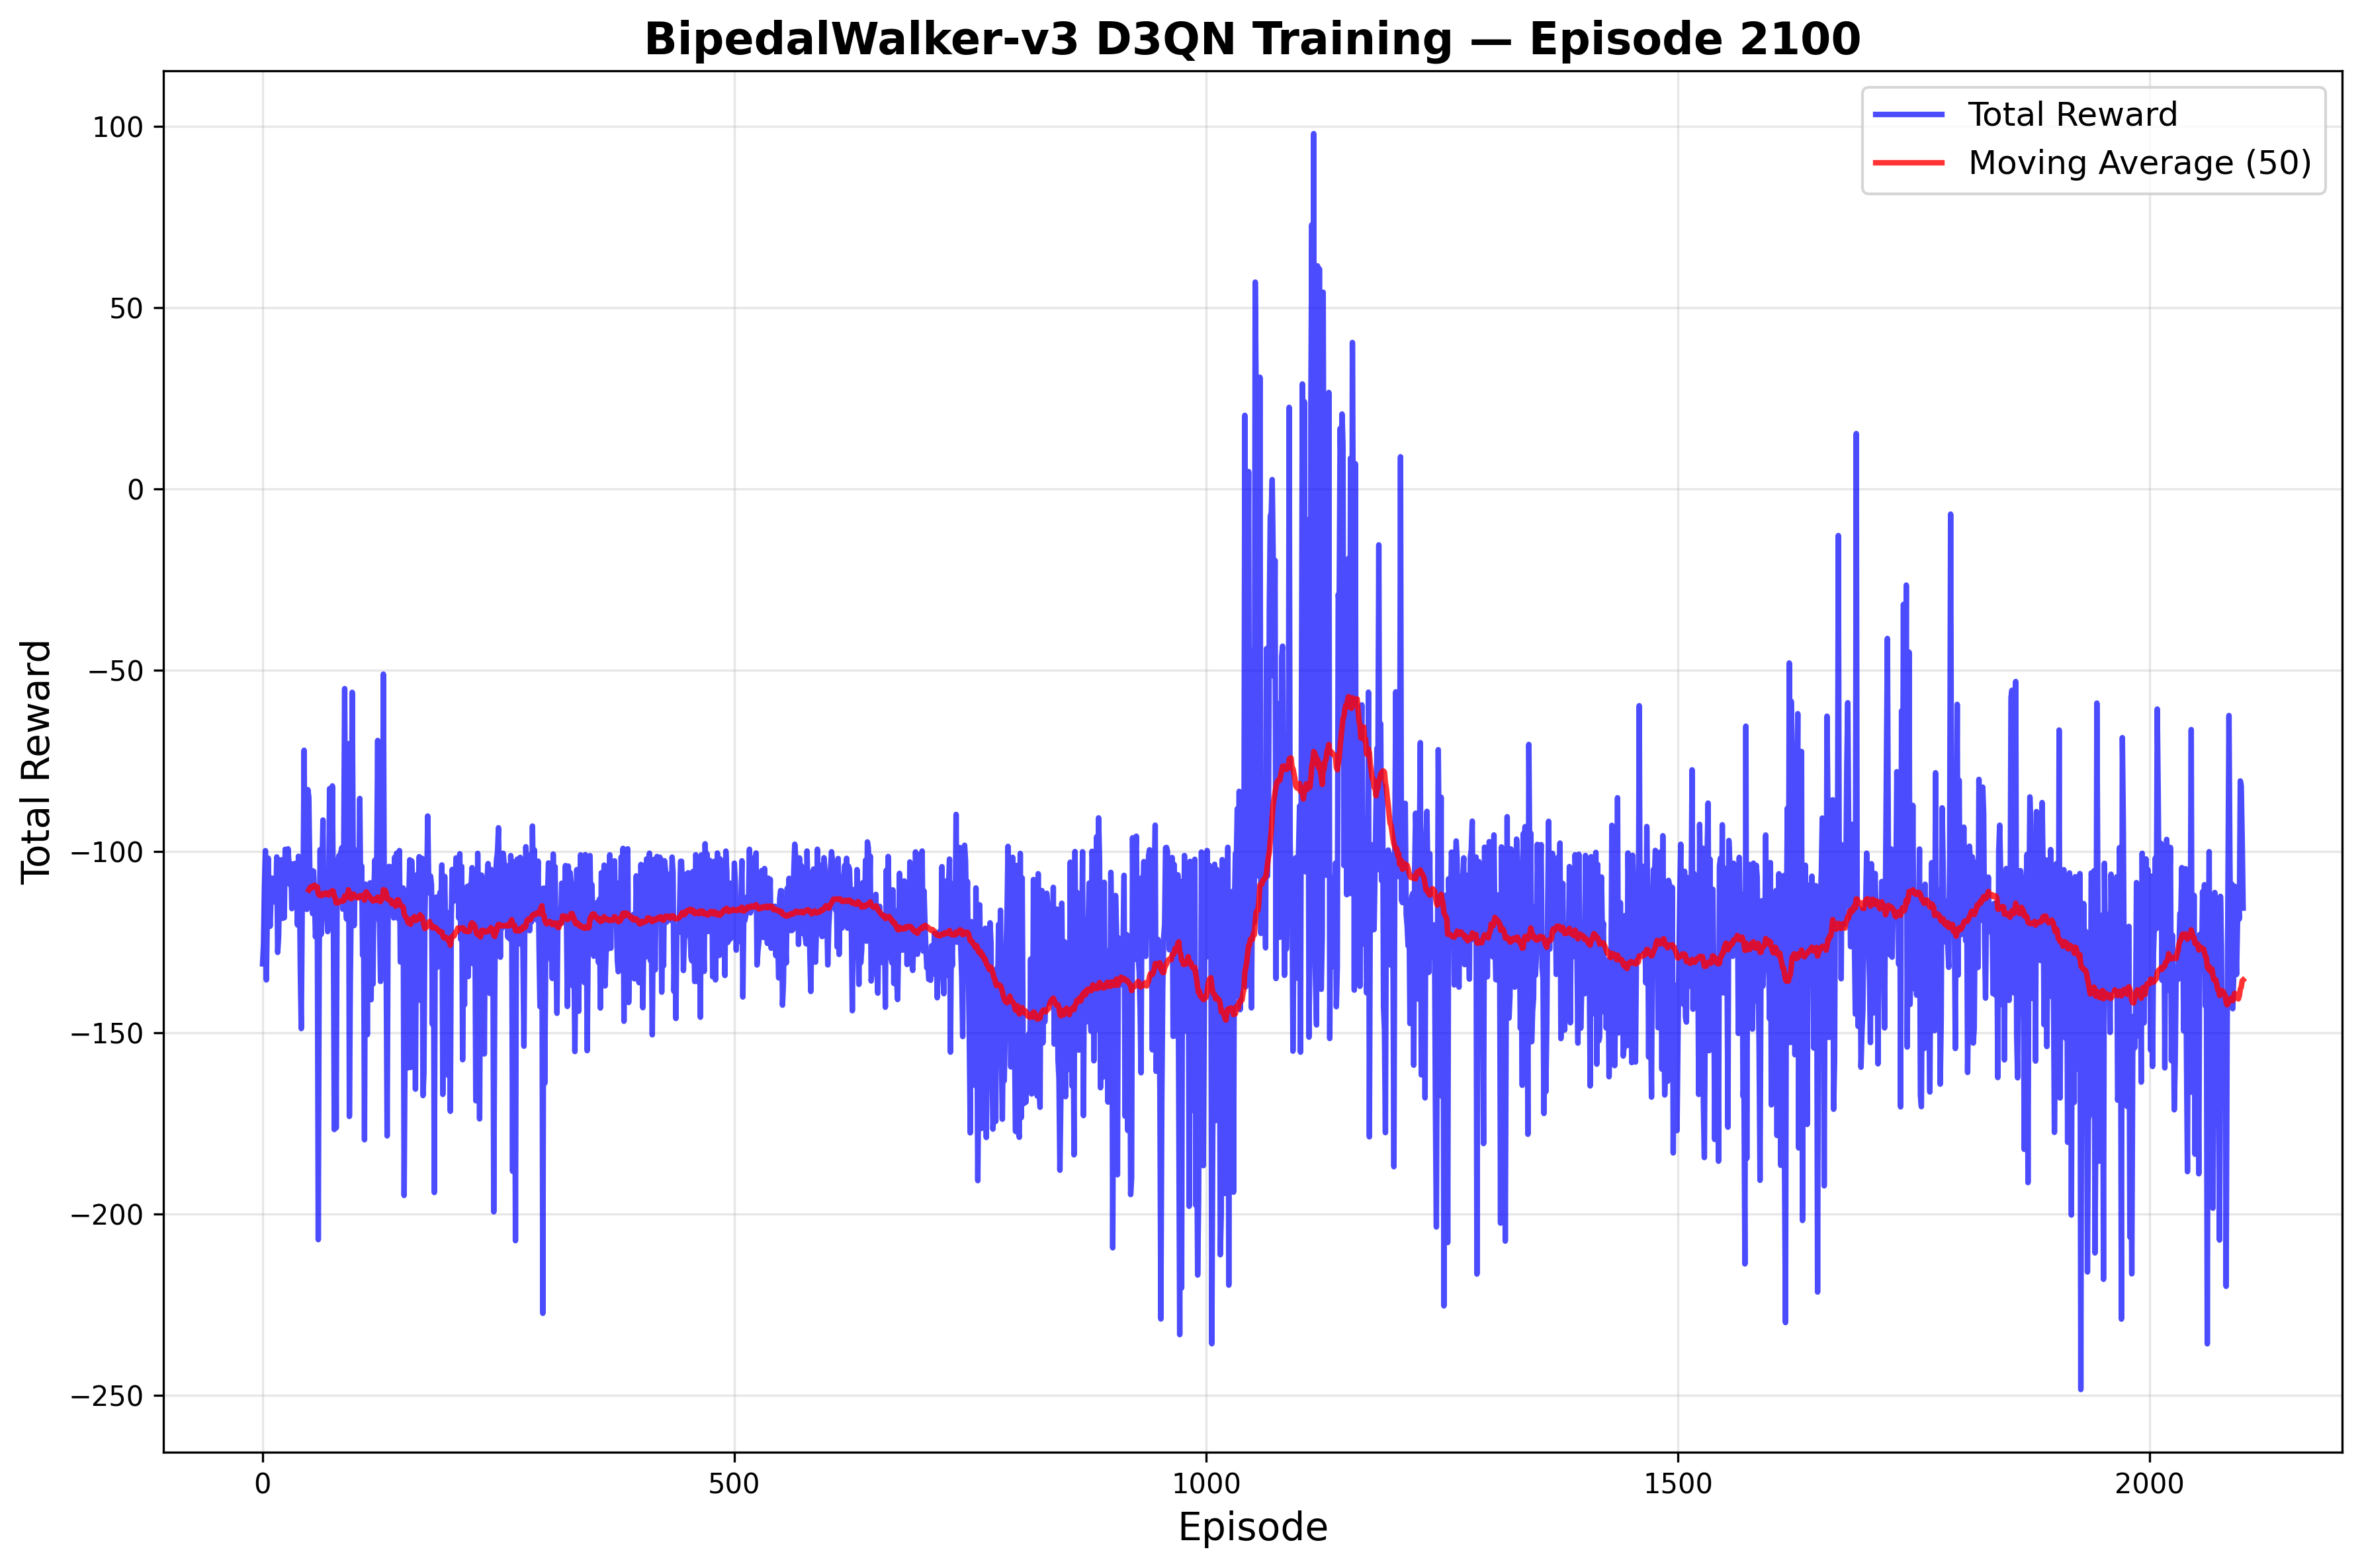 BipedalWalker-v3 D3QN Training — Episode 2100
Total Reward
Moving Average (50)
100
50
0
−50
−100
−150
−200
−250
Total Reward
0
500
1000
1500
2000
Episode